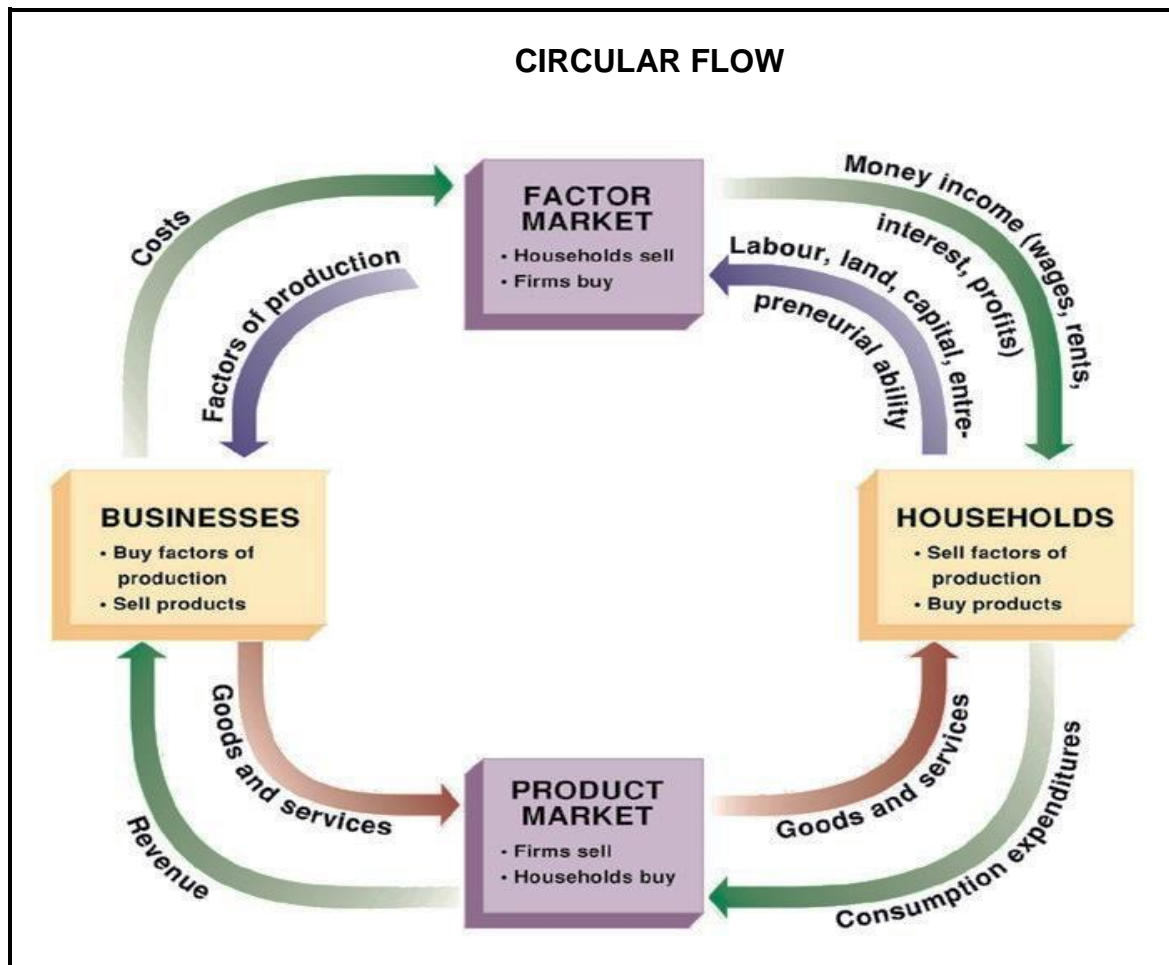 CIRCULAR FLOW
Costs
FACTOR
MARKET
• Households sell
• Firms buy
Money income (wages, rents,
interest, profits)
Factors of production
Labour, land, capital, entre-
preneurial ability
BUSINESSES
• Buy factors of
production
• Sell products
HOUSEHOLDS
• Sell factors of
production
• Buy products
Goods and services
Revenue
PRODUCT
MARKET
• Firms sell
• Households buy
Goods and services
Consumption expenditures